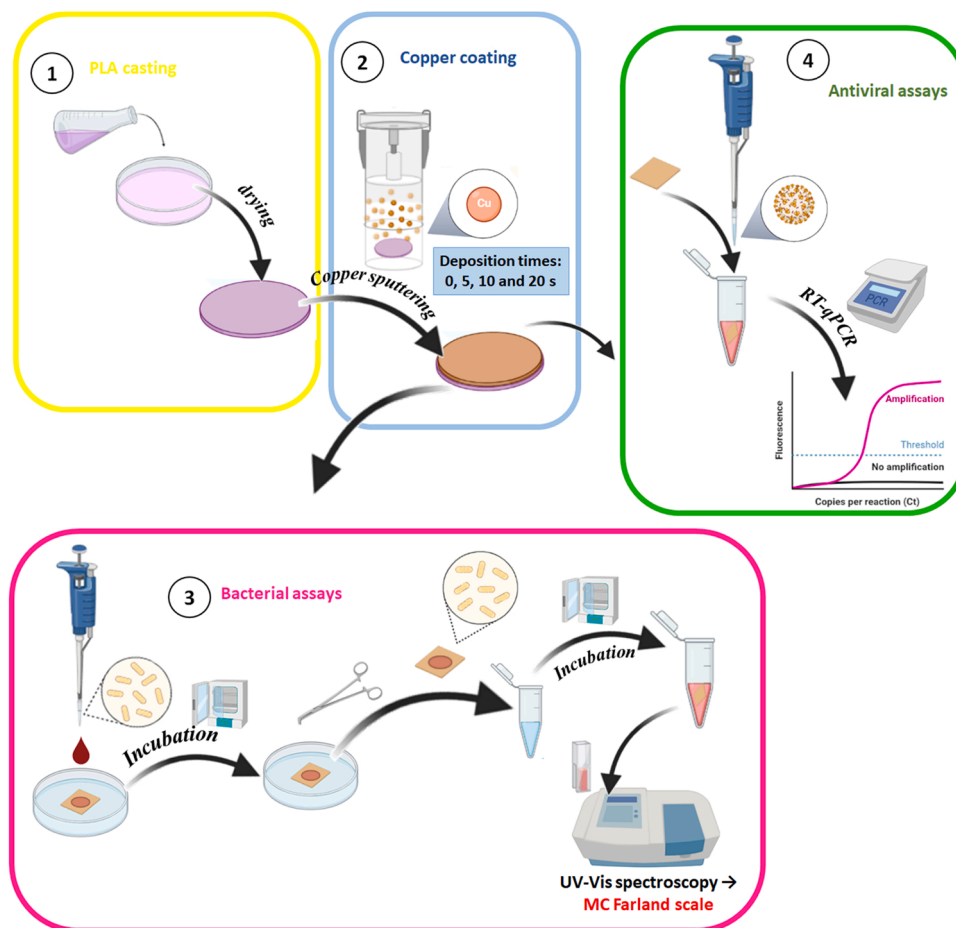 1
PLA casting
drying
2
Copper coating
Cu
Deposition times:
0, 5, 10 and 20 s
Copper sputtering
4
Antiviral assays
PCR
RT-qPCR
Fluorescence
Amplification
Threshold
No amplification
Copies per reaction (Ct)
3
Bacterial assays
Incubation
Incubation
UV-Vis spectroscopy →
MC Farland scale